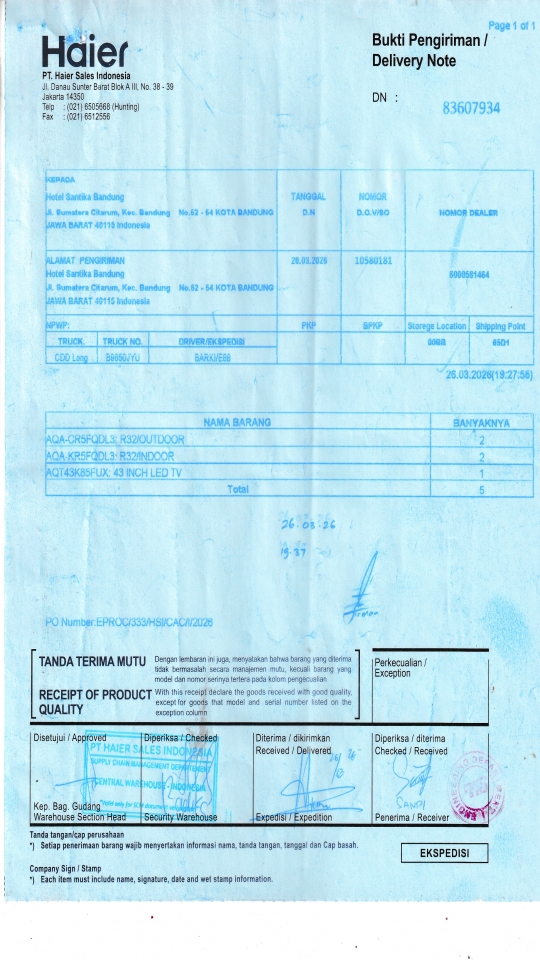 Page 1 of 1
Haier
Bukti Pengiriman /
Delivery Note
PT. Haier Sales Indonesia
Jl. Danau Sunter Barat Blok A III, No. 38 - 39
Jakarta 14350
Telp : (021) 6505668 (Hunting)
Fax : (021) 6512556
DN :
83607934
KEPADA
Hotel Santika Bandung
Jl. Sumatera Citarum, Kec. Bandung No.52 - 54 KOTA BANDUNG
JAWA BARAT 40115 Indonesia
TANGGAL
D.N
NOMOR
D.O.V/SO
NOMOR DEALER
ALAMAT PENGIRIMAN
Hotel Santika Bandung
Jl. Sumatera Citarum, Kec. Bandung No.52 - 54 KOTA BANDUNG
JAWA BARAT 40115 Indonesia
26.03.2026
10580181
NPWP:
PKP
BPKP
Storege Location
Shipping Point
TRUCK.
TRUCK NO.
DRIVER/EKSPEDISI
CDD Long
26.03.2026(19:27:55)
NAMA BARANG
BANYAKNYA
AQA-CR5FQDL3: R32/OUTDOOR
2
AQA-KR5FQDL3: R32/INDOOR
2
AQT43K85FUX: 43 INCH LED TV
1
Total
5
26.03.26
19.37
PO Number:EPROC/333/HSI/CAC/I/2026
TANDA TERIMA MUTU
Dengan lembaran ini juga, menyatakan bahwa barang yang diterima
tidak bermasalah secara manajemen mutu, kecuali barang yang
model dan nomor serinya tertera pada kolom pengecualian
RECEIPT OF PRODUCT
QUALITY
With this receipt declare the goods received with good quality,
except for goods that model and serial number listed on the
exception column
Perkecualian /
Exception
Disetujui / Approved
Diperiksa / Checked
Diterima / dikirimkan
Received / Delivered
Diperiksa / diterima
Checked / Received
PT HAIER SALES INDONESIA
SUPPLY CHAIN MANAGEMENT DEPARTMENT
CENTRAL WAREHOUSE - INDONESIA
SANDI
Kep. Bag. Gudang
Warehouse Section Head
Security Warehouse
Expedisi / Expedition
Penerima / Receiver
Tanda tangan/cap perusahaan
*) Setiap penerimaan barang wajib menyertakan informasi nama, tanda tangan, tanggal dan Cap basah.
EKSPEDISI
Company Sign / Stamp
*) Each item must include name, signature, date and wet stamp information.